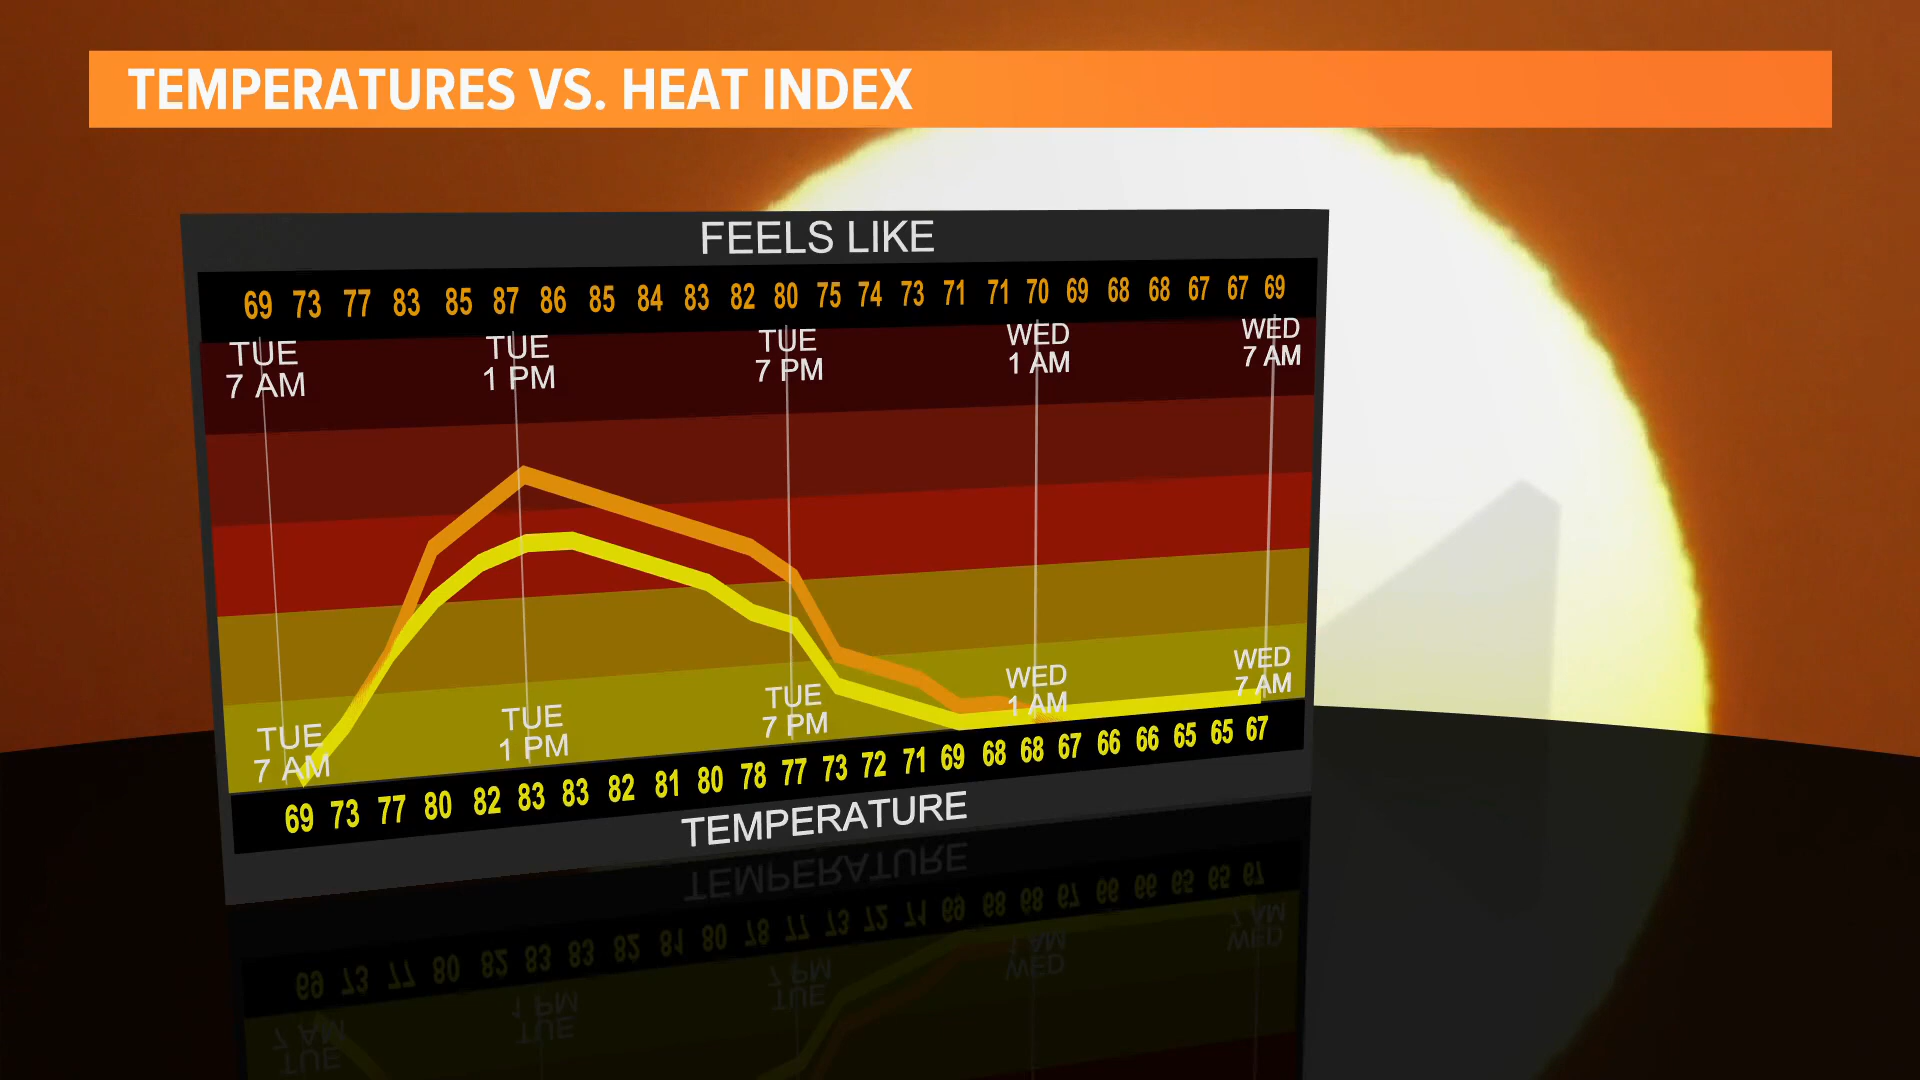 TEMPERATURES VS. HEAT INDEX
FEELS LIKE
69 73 77 83 85 87 86 85 84 83 82 80 75 74 73 71 71 70 69 68 68 67 67 69
TUE TUE TUE WED WED
7 AM 1 PM 7 PM 1 AM 7 AM
TUE TUE TUE WED WED
7 AM 1 PM 7 PM 1 AM 7 AM
69 73 77 80 82 83 83 82 81 80 78 77 73 72 71 69 68 68 67 66 66 65 65 67
TEMPERATURE